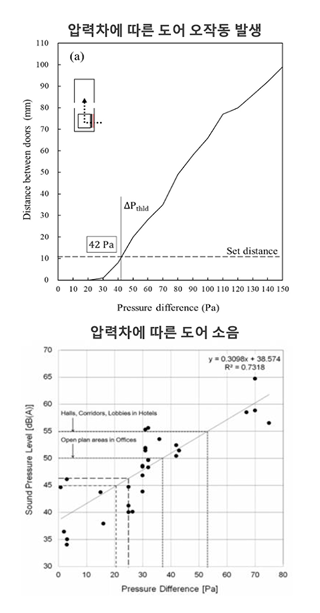 압력차에 따른 도어 오작동 발생
110
100
90
80
70
60
50
40
30
20
10
0
(a)
ΔPthld
42 Pa
Set distance
Distance between doors (mm)
0 10 20 30 40 50 60 70 80 90 100 110 120 130 140 150
Pressure difference (Pa)
압력차에 따른 도어 소음
70
65
60
55
50
45
40
35
30
y = 0.3098x + 38.574
R² = 0.7318
Halls, Corridors, Lobbies in Hotels
Open plan areas in Offices
Sound Pressure Level [dB(A)]
0 10 20 30 40 50 60 70 80
Pressure Difference [Pa]